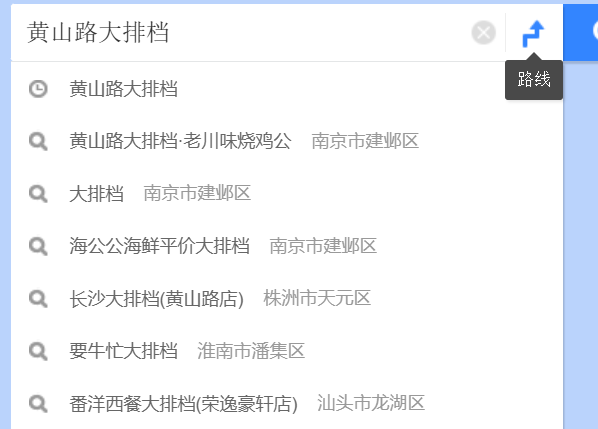 黄山路大排档
路线
黄山路大排档
黄山路大排档·老川味烧鸡公 南京市建邺区
大排档 南京市建邺区
海公公海鲜平价大排档 南京市建邺区
长沙大排档(黄山路店) 株洲市天元区
要牛忙大排档 淮南市潘集区
番洋西餐大排档(荣逸豪轩店) 汕头市龙湖区